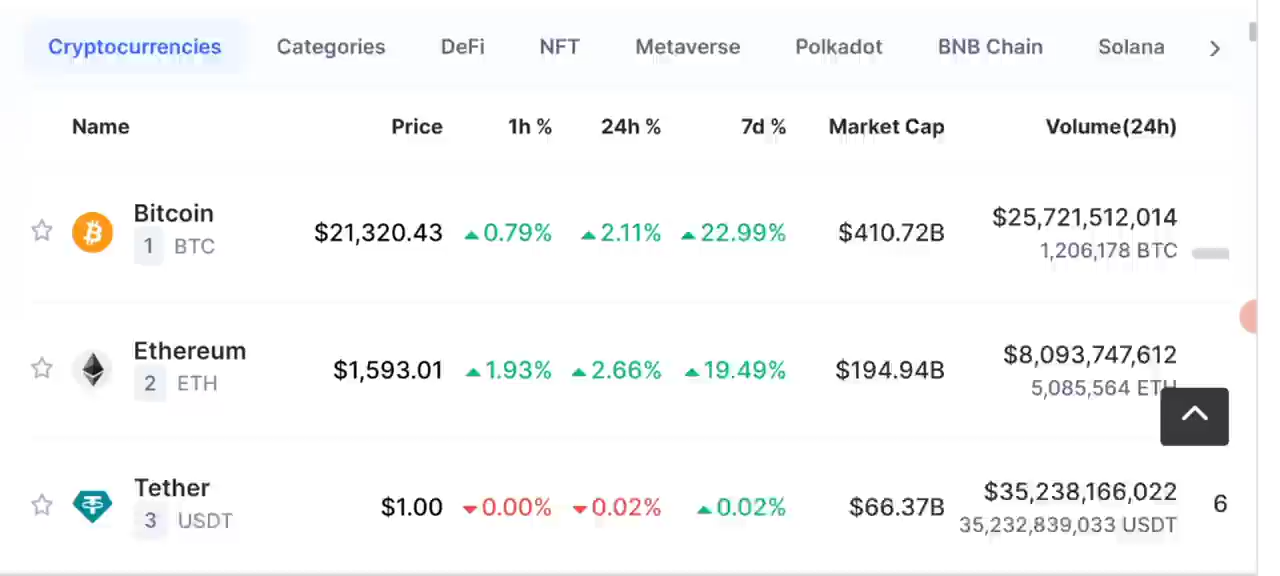 Cryptocurrencies Categories DeFi NFT Metaverse Polkadot BNB Chain Solana
Name Price 1h % 24h % 7d % Market Cap Volume(24h)
Bitcoin
1 BTC
$21,320.43 0.79% 2.11% 22.99% $410.72B
$25,721,512,014
1,206,178 BTC
Ethereum
2 ETH
$1,593.01 1.93% 2.66% 19.49% $194.94B
$8,093,747,612
5,085,564 ETH
Tether
3 USDT
$1.00 0.00% 0.02% 0.02% $66.37B
$35,238,166,022
35,232,839,033 USDT
6